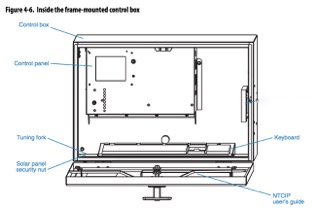 Figure 4-6. Inside the frame-mounted control box
Control box
Control panel
Tuning fork
Solar panel
security nut
Keyboard
NTCIP
user's guide